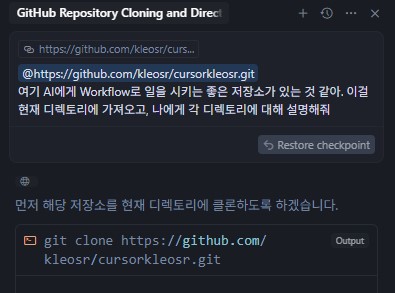 GitHub Repository Cloning and Direct
https://github.com/kleosr/curs...
@https://github.com/kleosr/cursorkleosr.git
여기 AI에게 Workflow로 일을 시키는 좋은 저장소가 있는 것 같아. 이걸
현재 디렉토리에 가져오고, 나에게 각 디렉토리에 대해 설명해줘
Restore checkpoint
먼저 해당 저장소를 현재 디렉토리에 클론하도록 하겠습니다.
git clone https://github.com/
kleosr/cursorkleosr.git
Output